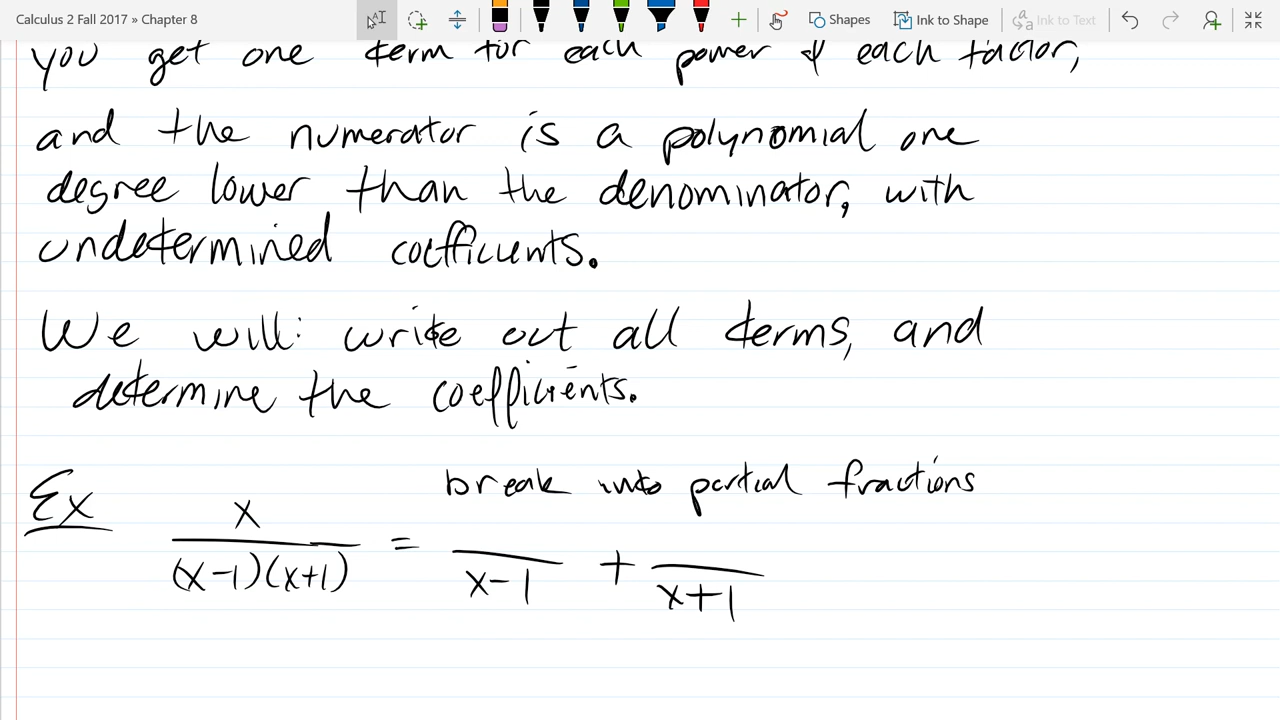 Calculus 2 Fall 2017 » Chapter 8
Shapes Ink to Shape Ink to Text
you get one term for each power of each factor,
and the numerator is a polynomial one
degree lower than the denominator, with
undetermined coefficients.
We will: write out all terms, and
determine the coefficients.
Ex break into partial fractions
x/((x-1)(x+1)) = /(x-1) + /(x+1)